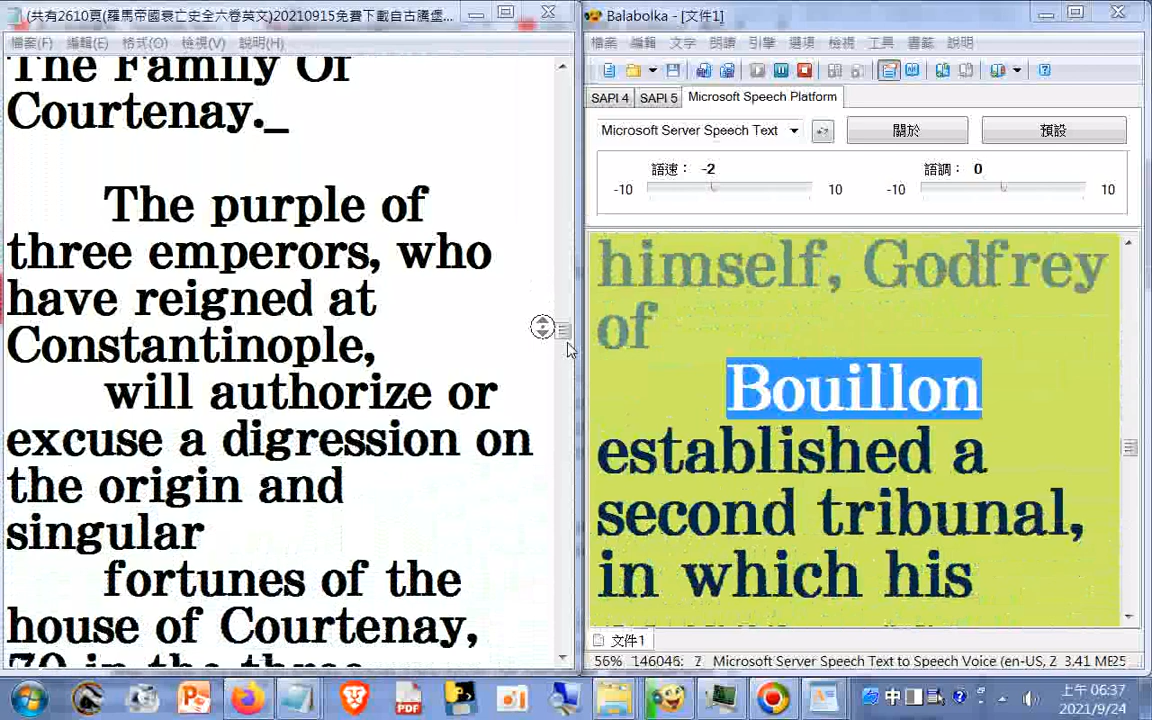 (共有2610頁(羅馬帝國衰亡史全六卷英文)20210915免費下載自古騰堡...
檔案(F) 編輯(E) 格式(O) 檢視(V) 說明(H)
The Family Of
Courtenay._
The purple of
three emperors, who
have reigned at
Constantinople,
will authorize or
excuse a digression on
the origin and
singular
fortunes of the
house of Courtenay,
70 in the three
Balabolka - [文件1]
檔案 編輯 文字 朗讀 引擎 選項 檢視 工具 書籤 說明
SAPI 4 SAPI 5 Microsoft Speech Platform
Microsoft Server Speech Text 關於 預設
語速： -2 語調： 0
-10 10 -10 10
himself, Godfrey
of
Bouillon
established a
second tribunal,
in which his
文件1
56% 146046: 7 Microsoft Server Speech Text to Speech Voice (en-US, Z 3.41 ME25
中 上午 06:37
2021/9/24